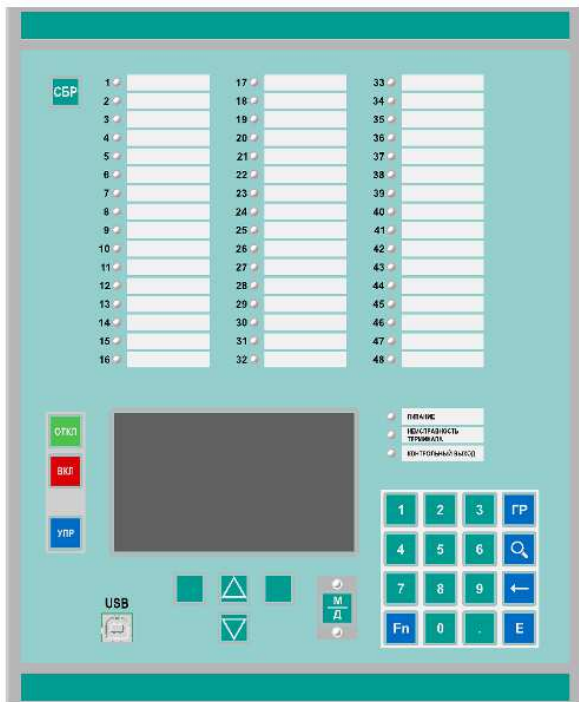 СБР
1 17 33
2 18 34
3 19 35
4 20 36
5 21 37
6 22 38
7 23 39
8 24 40
9 25 41
10 26 42
11 27 43
12 28 44
13 29 45
14 30 46
15 31 47
16 32 48
ПИТАНИЕ
НЕИСПРАВНОСТЬ
ТЕРМИНАЛА
КОНТРОЛЬНЫЙ ВЫХОД
ОТКЛ
ВКЛ
УПР
1 2 3 ГР
4 5 6
7 8 9 ←
Fn 0 . E
М
Д
USB